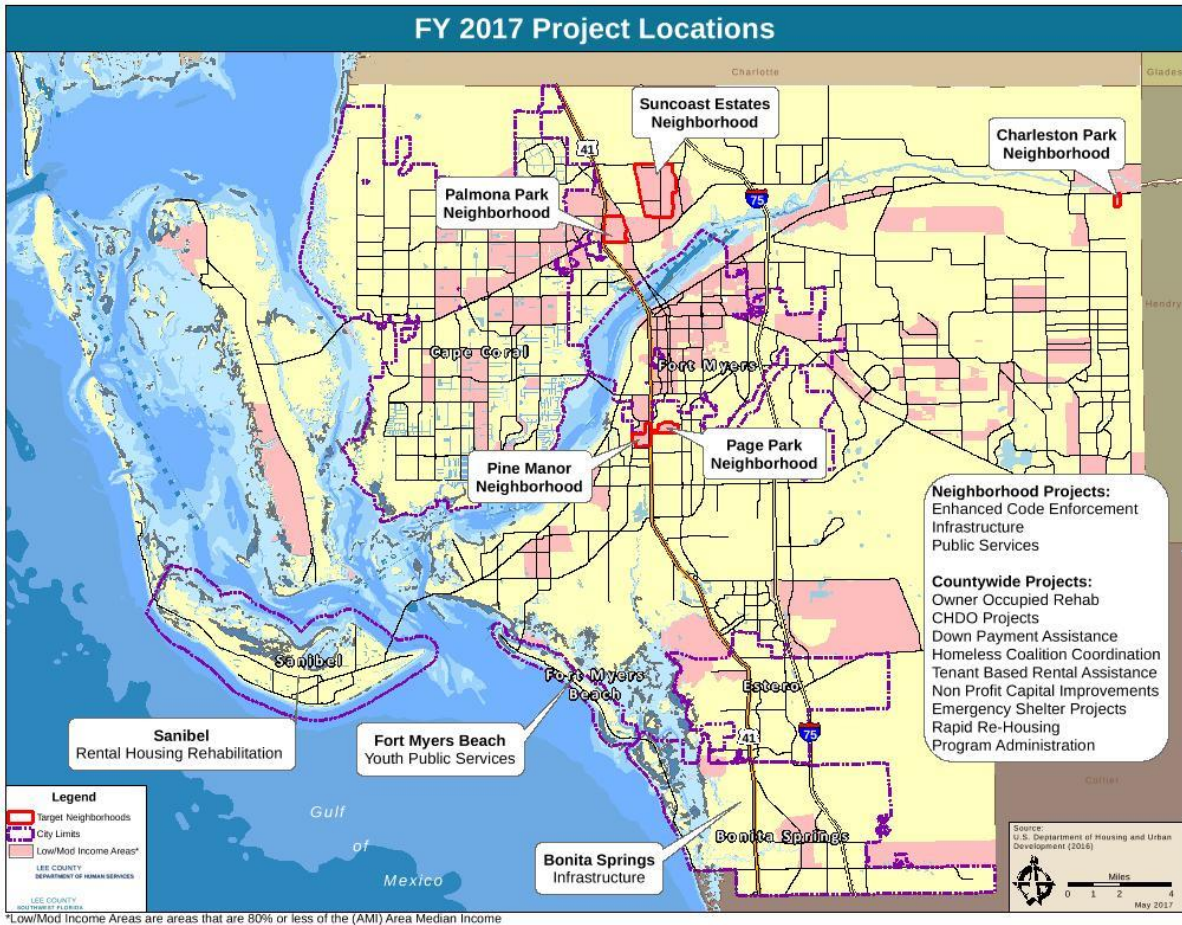 FY 2017 Project Locations
Charlotte
Glades
Suncoast Estates
Neighborhood
Charleston Park
Neighborhood
41
75
Palmona Park
Neighborhood
Hendry
Cape Coral
Fort Myers
Pine Manor
Neighborhood
Page Park
Neighborhood
Neighborhood Projects:
Enhanced Code Enforcement
Infrastructure
Public Services
Countywide Projects:
Owner Occupied Rehab
CHDO Projects
Down Payment Assistance
Homeless Coalition Coordination
Tenant Based Rental Assistance
Non Profit Capital Improvements
Emergency Shelter Projects
Rapid Re-Housing
Program Administration
Sanibel
Fort Myers
Beach
Estero
Sanibel
Rental Housing Rehabilitation
Fort Myers Beach
Youth Public Services
41
75
Collier
Bonita Springs
Bonita Springs
Infrastructure
Gulf
of
Mexico
Legend
Target Neighborhoods
City Limits
Low/Mod Income Areas*
LEE COUNTY
DEPARTMENT OF HUMAN SERVICES
LEE COUNTY
SOUTHWEST FLORIDA
Source:
U.S. Deptartment of Housing and Urban
Development (2016)
Miles
0 1 2 4
May 2017
*Low/Mod Income Areas are areas that are 80% or less of the (AMI) Area Median Income